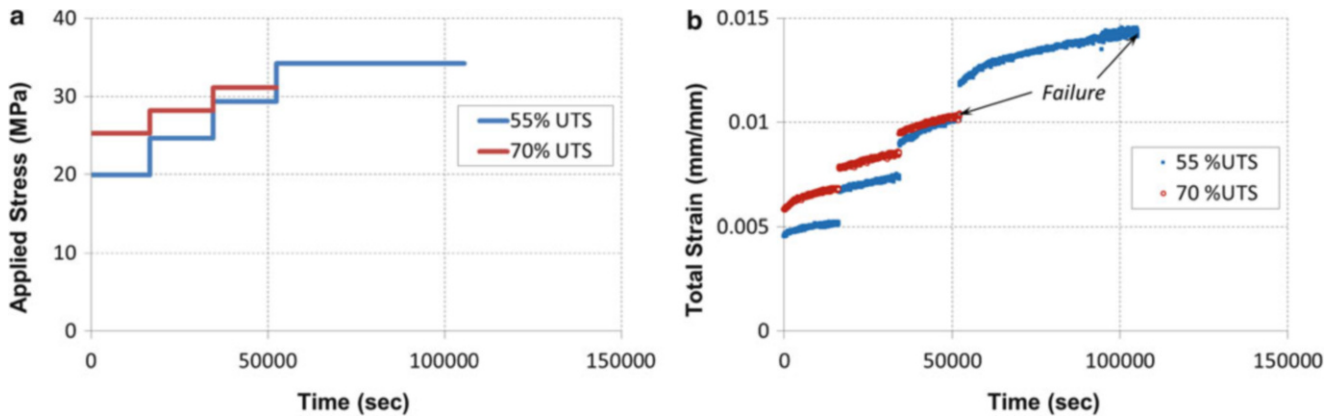 a
40
30
20
10
0
Applied Stress (MPa)
55% UTS
70% UTS
0
50000
100000
150000
Time (sec)
b
0.015
0.01
0.005
0
Total Strain (mm/mm)
Failure
55 %UTS
70 %UTS
0
50000
100000
150000
Time (sec)